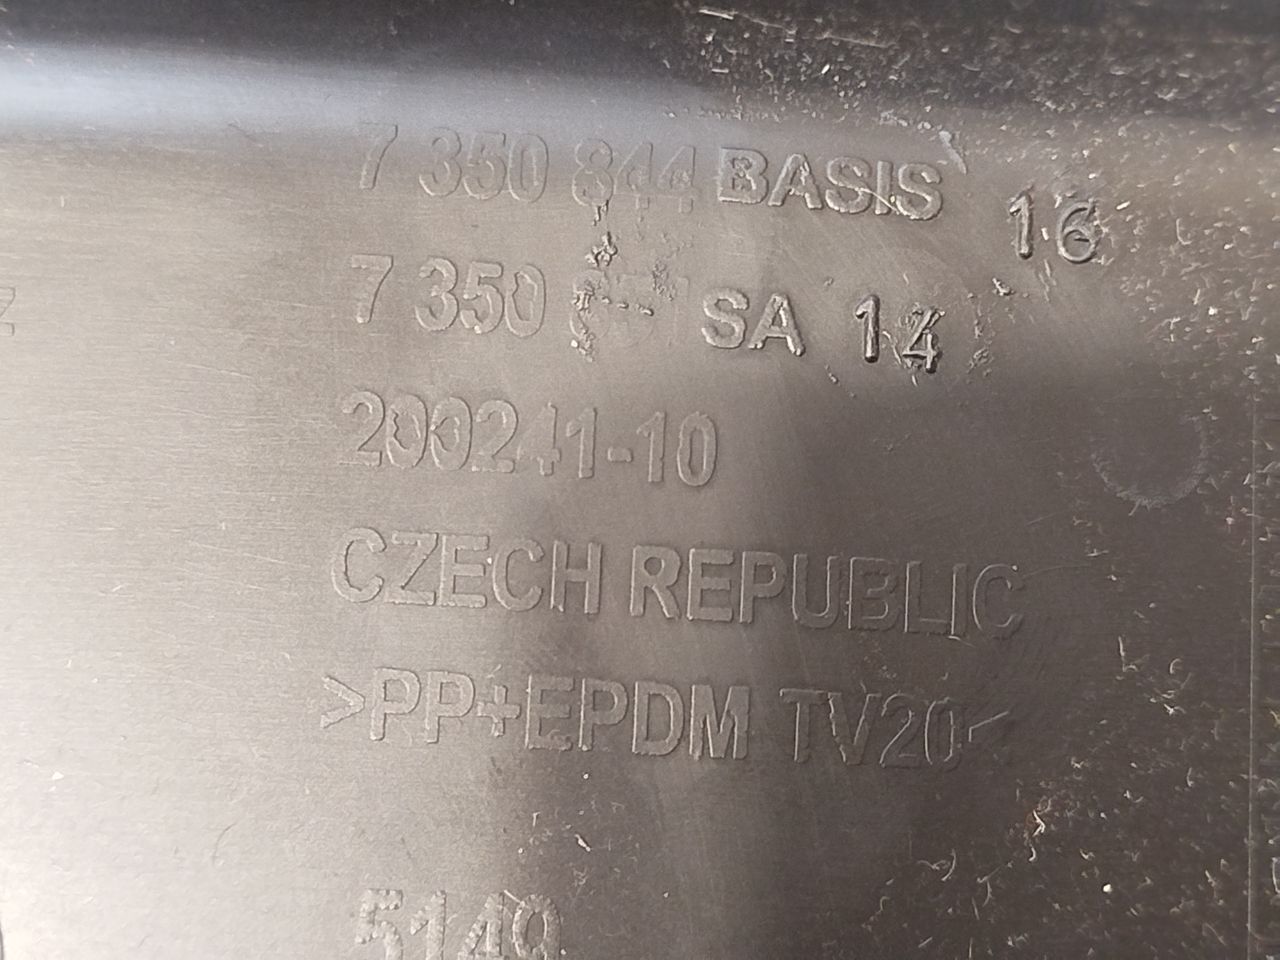 7 350 844 BASIS 16
7 350 SA 14
200241-10
CZECH REPUBLIC
>PP+EPDM TV20<
5149